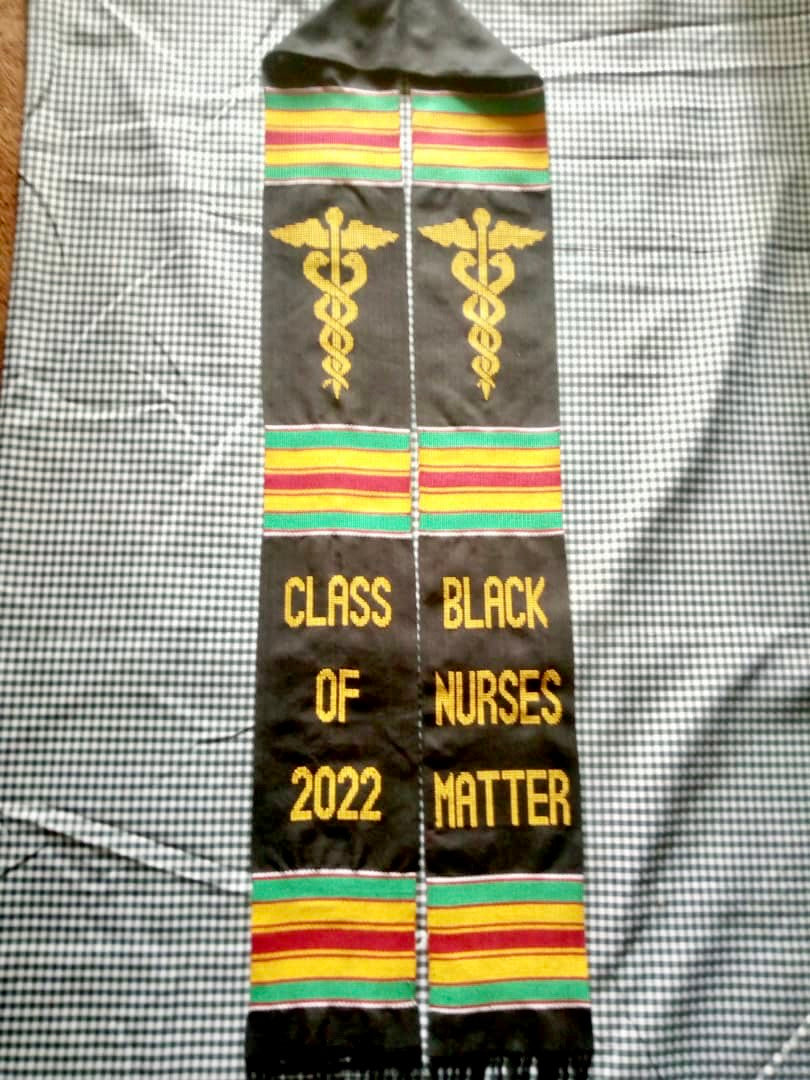 CLASS
OF
2022
BLACK
NURSES
MATTER